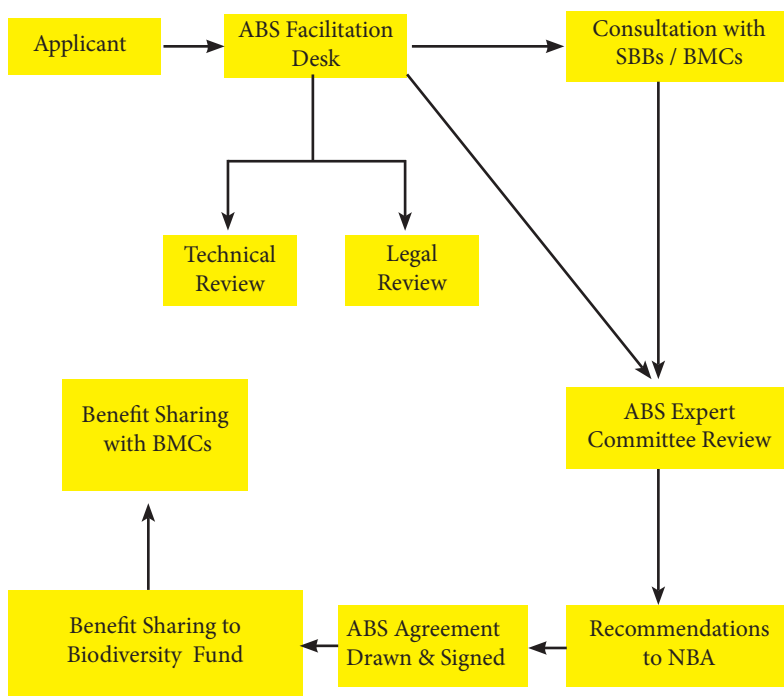 Applicant
ABS Facilitation
Desk
Consultation with
SBBs / BMCs
Technical
Review
Legal
Review
Benefit Sharing
with BMCs
ABS Expert
Committee Review
Benefit Sharing to
Biodiversity Fund
ABS Agreement
Drawn & Signed
Recommendations
to NBA